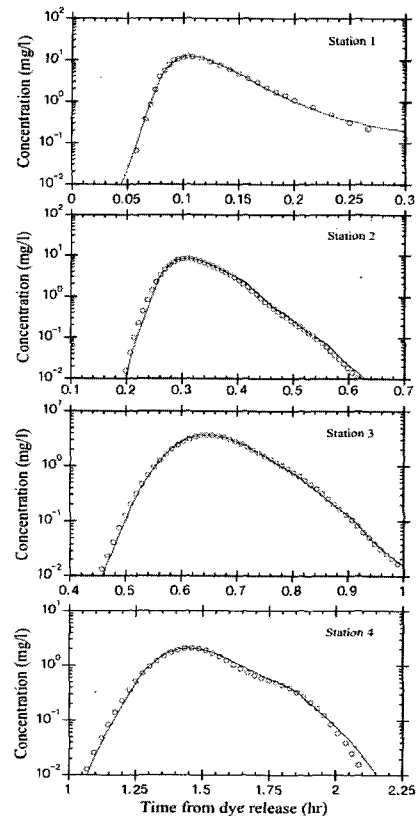 Concentration (mg/l)
10²
10¹
10⁰
10⁻¹
10⁻²
Station 1
0 0.05 0.1 0.15 0.2 0.25 0.3
Concentration (mg/l)
10²
10¹
10⁰
10⁻¹
10⁻²
Station 2
0.1 0.2 0.3 0.4 0.5 0.6 0.7
Concentration (mg/l)
10¹
10⁰
10⁻¹
10⁻²
Station 3
0.4 0.5 0.6 0.7 0.8 0.9 1
Concentration (mg/l)
10¹
10⁰
10⁻¹
10⁻²
Station 4
1 1.25 1.5 1.75 2 2.25
Time from dye release (hr)